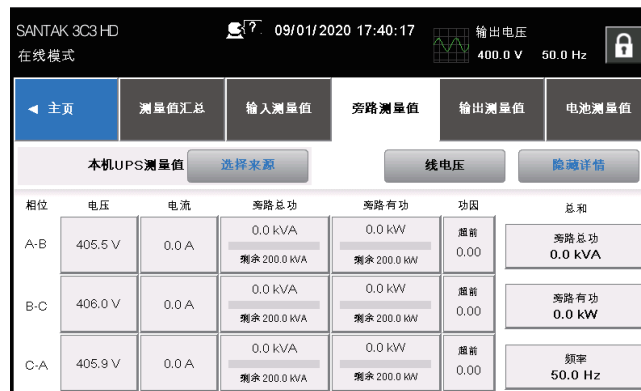 SANTAK 3C3 HD
?
09/01/2020 17:40:17
输出电压
在线模式
400.0 V 50.0 Hz
◀ 主页 测量值汇总 输入测量值 旁路测量值 输出测量值 电池测量值
本机UPS测量值 选择来源 线电压 隐藏详情
相位 电压 电流 旁路总功 旁路有功 功因 总和
A-B 405.5 V 0.0 A 0.0 kVA 剩余 200.0 kVA 0.0 kW 剩余 200.0 kW 超前 0.00 旁路总功 0.0 kVA
B-C 406.0 V 0.0 A 0.0 kVA 剩余 200.0 kVA 0.0 kW 剩余 200.0 kW 超前 0.00 旁路有功 0.0 kW
C-A 405.9 V 0.0 A 0.0 kVA 剩余 200.0 kVA 0.0 kW 剩余 200.0 kW 超前 0.00 频率 50.0 Hz